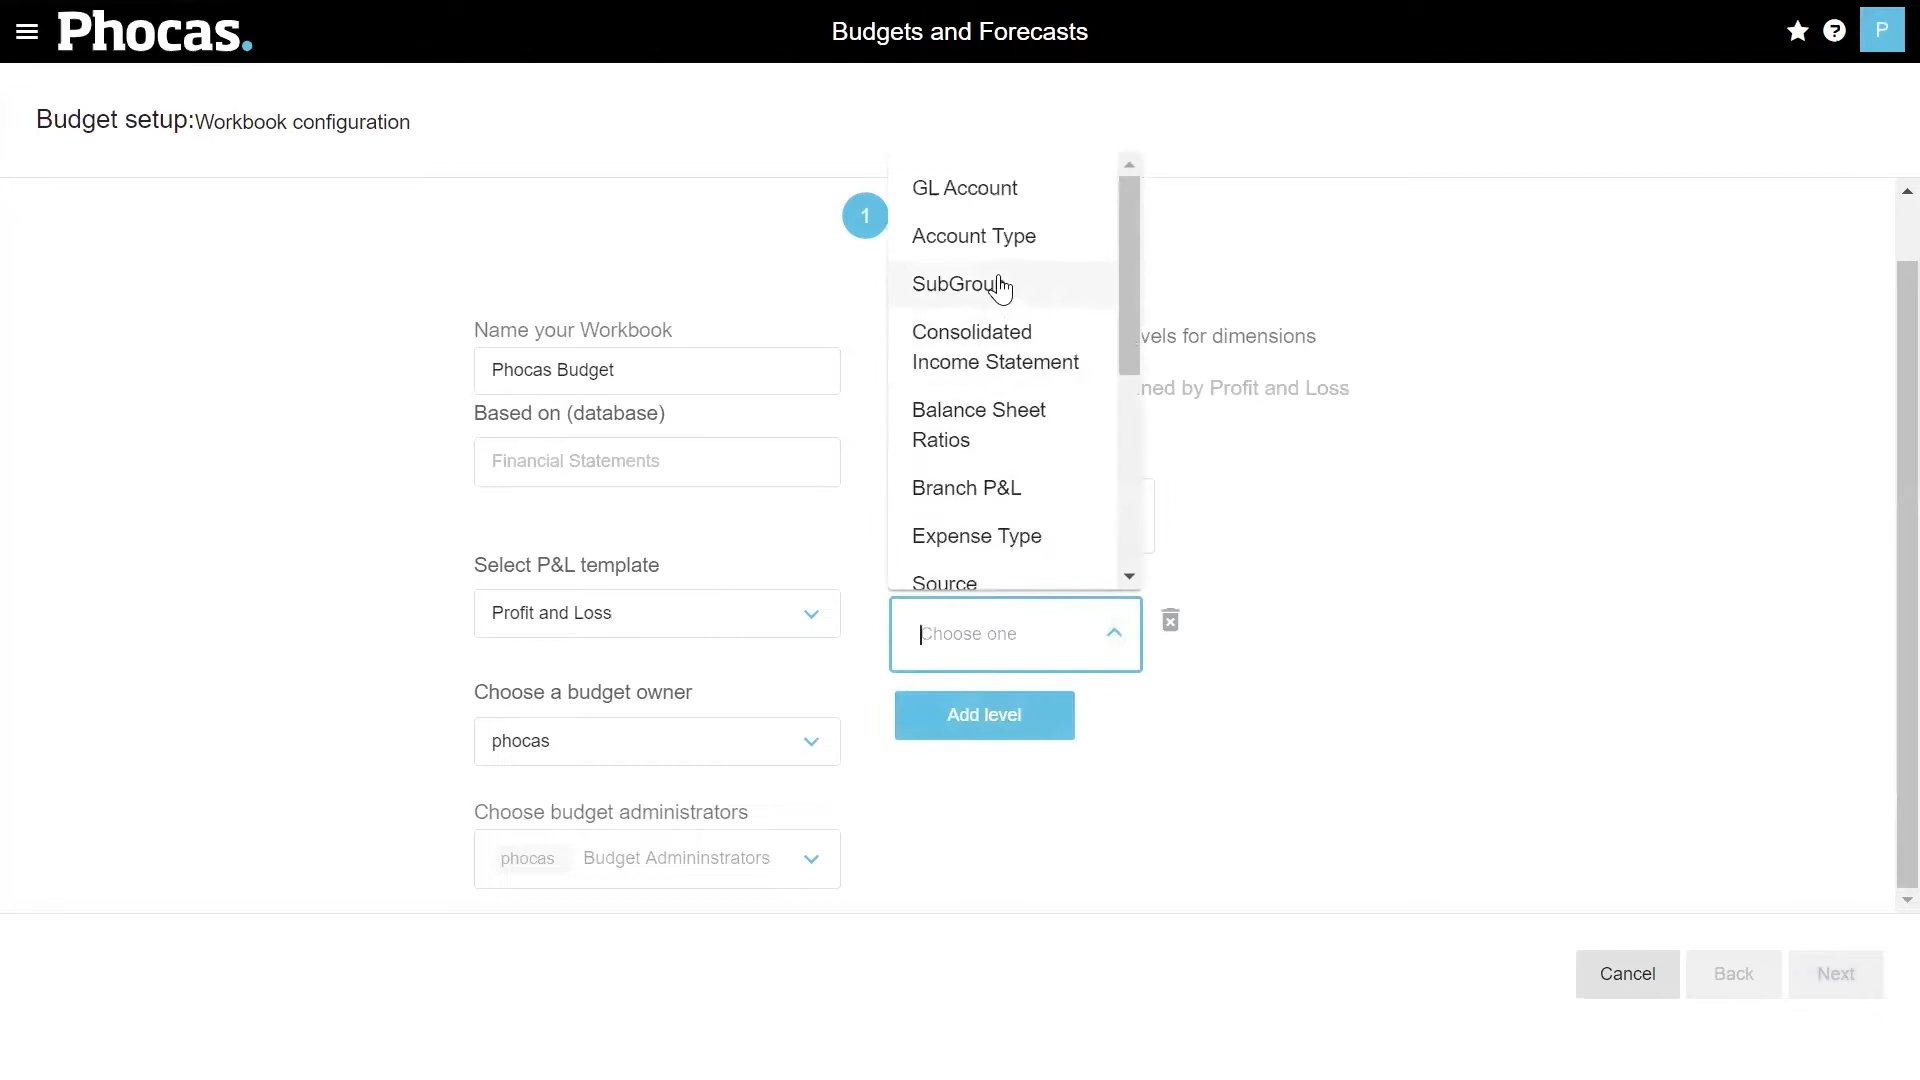 Phocas.
Budgets and Forecasts
?
P
Budget setup:Workbook configuration
1
GL Account
Account Type
Consolidated
Income Statement
Balance Sheet
Ratios
Branch P&L
Expense Type
Source
for dimensions
by Profit and Loss
Name your Workbook
Phocas Budget
Based on (database)
Financial Statements
Select P&L template
Profit and Loss
Choose a budget owner
phocas
Choose budget administrators
phocas Budget Admininstrators
Choose one
Add level
Cancel
Back
Next